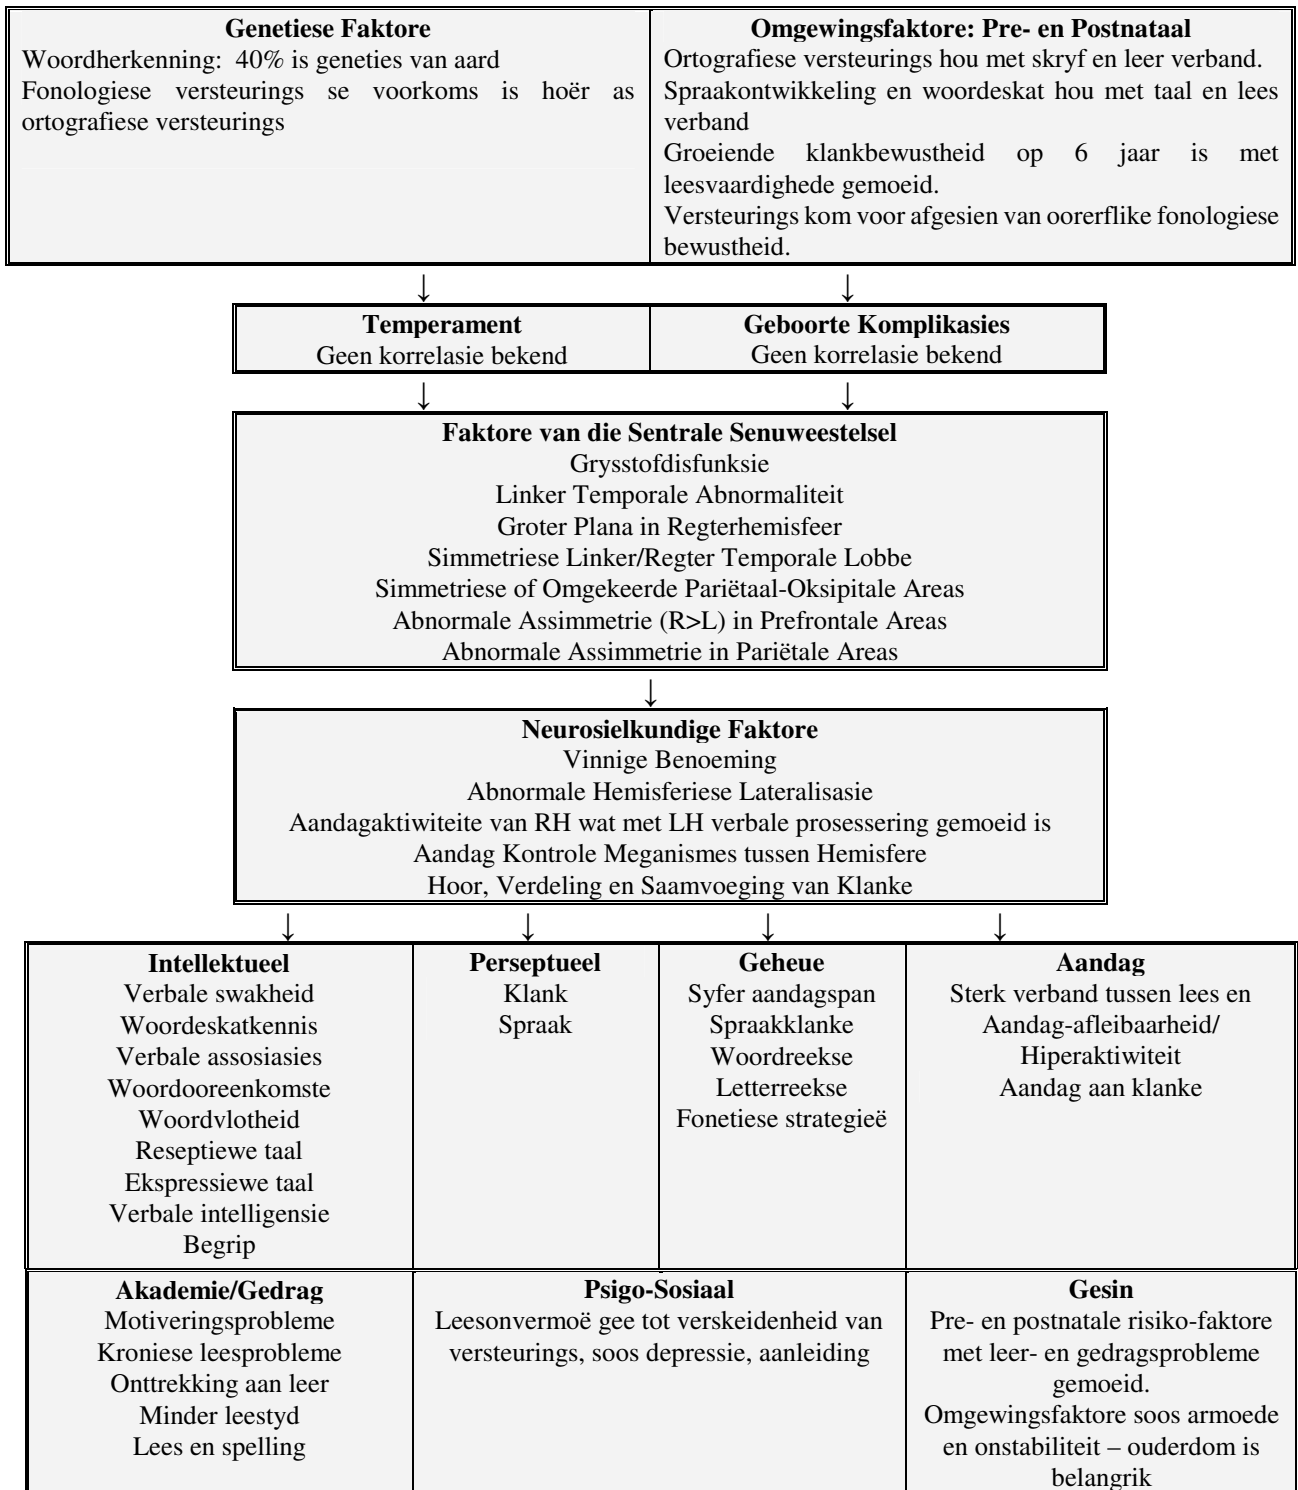 Genetiese Faktore
Woordherkenning: 40% is geneties van aard
Fonologiese versteurings se voorkoms is hoër as
ortografiese versteurings
Omgewingsfaktore: Pre- en Postnataal
Ortografiese versteurings hou met skryf en leer verband.
Spraakontwikkeling en woordeskat hou met taal en lees
verband
Groeiende klankbewustheid op 6 jaar is met
leesvaardighede gemoeid.
Versteurings kom voor afgesien van oorerflike fonologiese
bewustheid.
↓ ↓
Temperament
Geen korrelasie bekend
Geboorte Komplikasies
Geen korrelasie bekend
↓ ↓
Faktore van die Sentrale Senuweestelsel
Grysstofdisfunksie
Linker Temporale Abnormaliteit
Groter Plana in Regterhemisfeer
Simmetriese Linker/Regter Temporale Lobbe
Simmetriese of Omgekeerde Pariëtaal-Oksipitale Areas
Abnormale Assimmetrie (R>L) in Prefrontale Areas
Abnormale Assimmetrie in Pariëtale Areas
↓
Neurosielkundige Faktore
Vinnige Benoeming
Abnormale Hemisferiese Lateralisasie
Aandagaktiwiteite van RH wat met LH verbale prosessering gemoeid is
Aandag Kontrole Meganismes tussen Hemisfere
Hoor, Verdeling en Saamvoeging van Klanke
↓ ↓ ↓ ↓
Intellektueel
Verbale swakheid
Woordeskatkennis
Verbale assosiasies
Woordooreenkomste
Woordvlotheid
Reseptiewe taal
Ekspressiewe taal
Verbale intelligensie
Begrip
Perseptueel
Klank
Spraak
Geheue
Syfer aandagspan
Spraakklanke
Woordreekse
Letterreekse
Fonetiese strategieë
Aandag
Sterk verband tussen lees en
Aandag-afleibaarheid/
Hiperaktiwiteit
Aandag aan klanke
Akademie/Gedrag
Motiveringsprobleme
Kroniese leesprobleme
Onttrekking aan leer
Minder leestyd
Lees en spelling
Psigo-Sosiaal
Leesonvermoë gee tot verskeidenheid van
versteurings, soos depressie, aanleiding
Gesin
Pre- en postnatale risiko-faktore
met leer- en gedragsprobleme
gemoeid.
Omgewingsfaktore soos armoede
en onstabiliteit – ouderdom is
belangrik